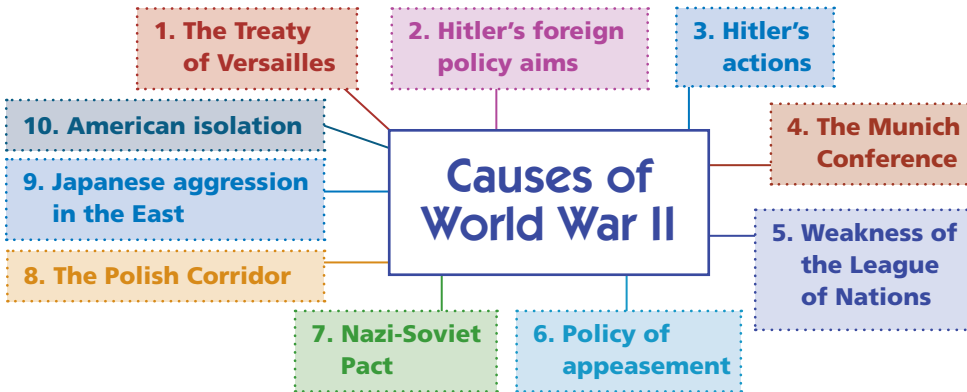 1. The Treaty
of Versailles
2. Hitler’s foreign
policy aims
3. Hitler’s
actions
4. The Munich
Conference
5. Weakness of
the League
of Nations
6. Policy of
appeasement
7. Nazi-Soviet
Pact
8. The Polish Corridor
9. Japanese aggression
in the East
10. American isolation
Causes of
World War II